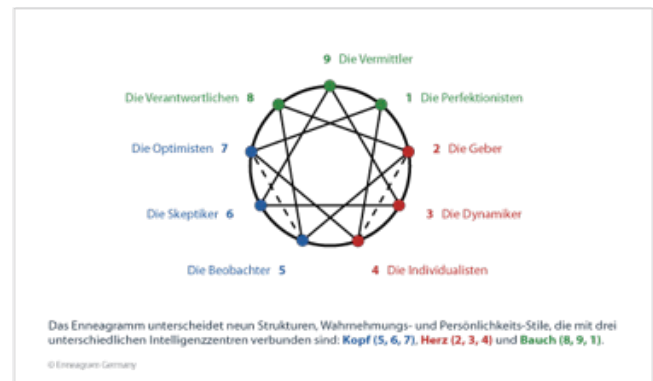 9 Die Vermittler
Die Verantwortlichen 8
1 Die Perfektionisten
Die Optimisten 7
2 Die Geber
Die Skeptiker 6
3 Die Dynamiker
Die Beobachter 5
4 Die Individualisten
Das Enneagramm unterscheidet neun Strukturen, Wahrnehmungs- und Persönlichkeits-Stile, die mit drei
unterschiedlichen Intelligenzzentren verbunden sind: Kopf (5, 6, 7), Herz (2, 3, 4) und Bauch (8, 9, 1).
© Enneagram Germany